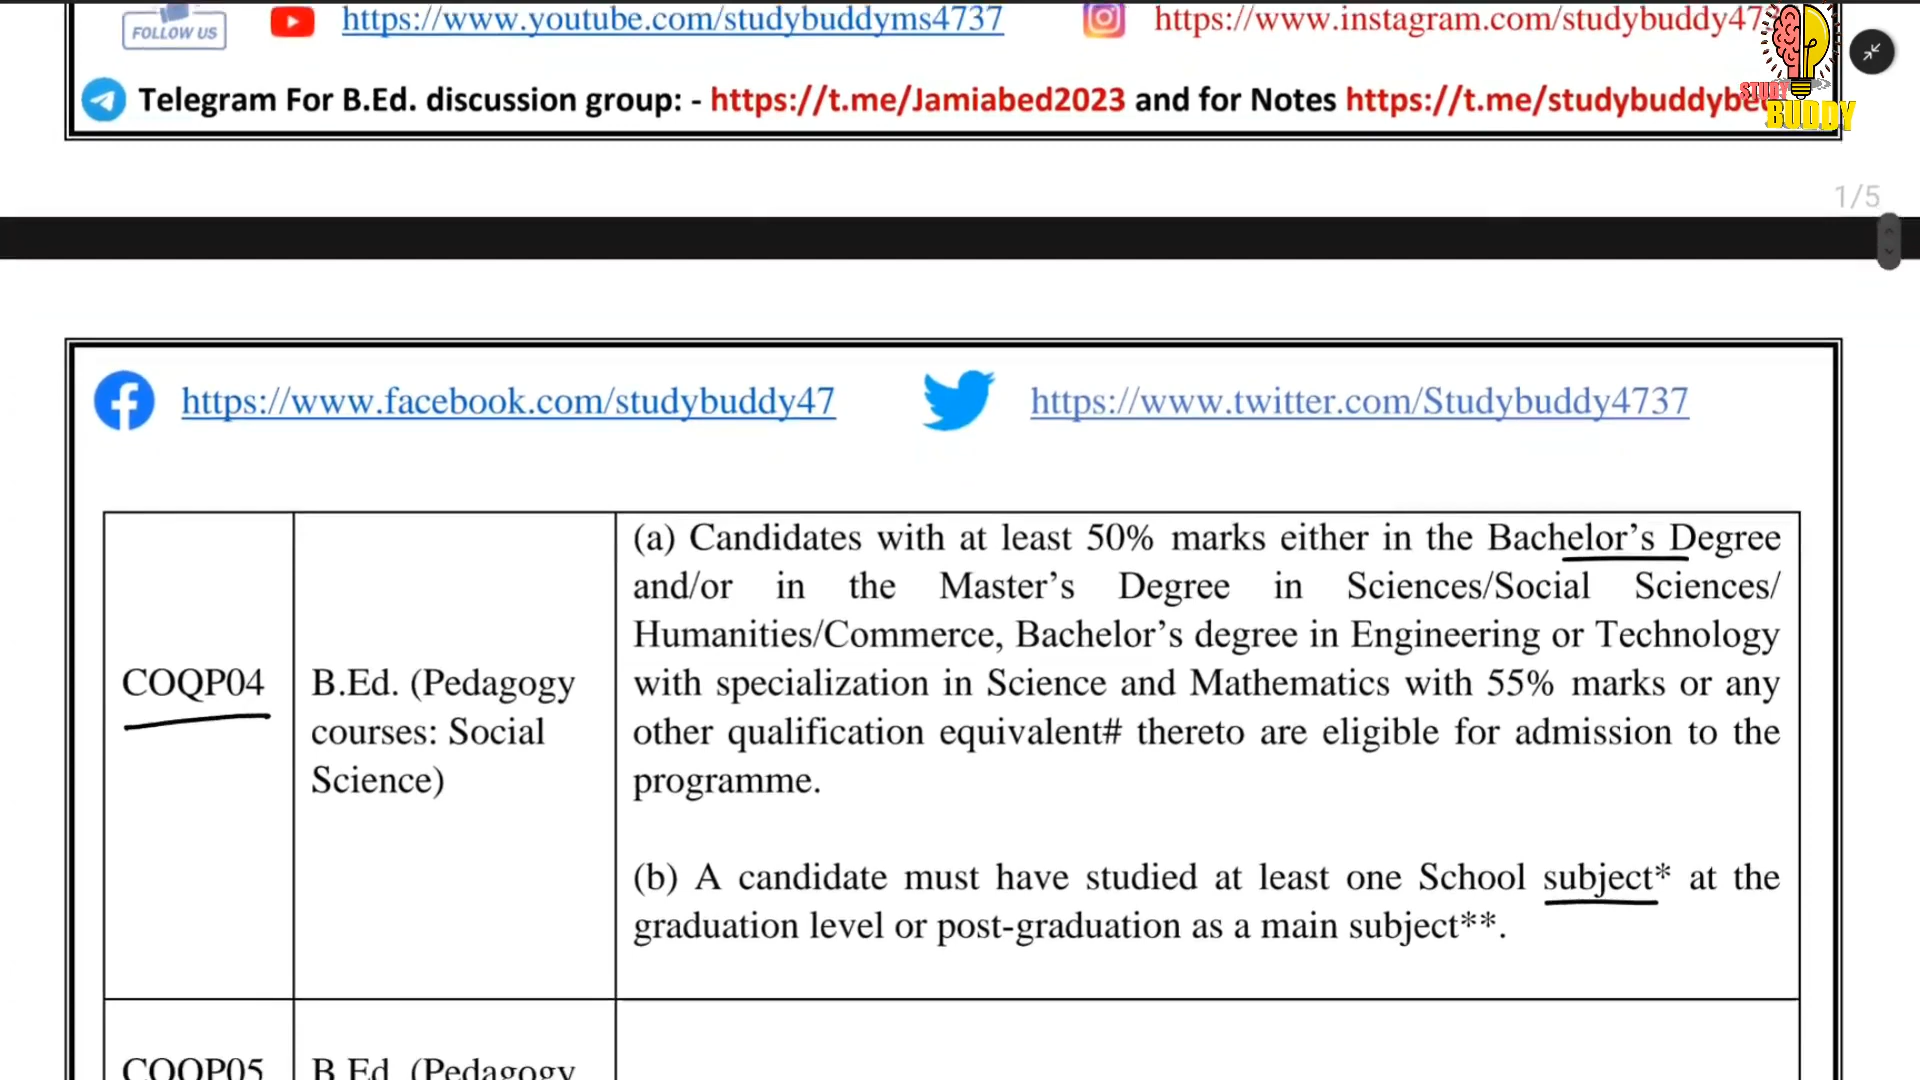 FOLLOW US
https://www.youtube.com/studybuddyms4737
https://www.instagram.com/studybuddy47
Telegram For B.Ed. discussion group: - https://t.me/Jamiabed2023 and for Notes https://t.me/studybuddybe
STUDY
BUDDY
1/5
https://www.facebook.com/studybuddy47
https://www.twitter.com/Studybuddy4737
COQP04
B.Ed. (Pedagogy
courses: Social
Science)
(a) Candidates with at least 50% marks either in the Bachelor’s Degree
and/or in the Master’s Degree in Sciences/Social Sciences/
Humanities/Commerce, Bachelor’s degree in Engineering or Technology
with specialization in Science and Mathematics with 55% marks or any
other qualification equivalent# thereto are eligible for admission to the
programme.
(b) A candidate must have studied at least one School subject* at the
graduation level or post-graduation as a main subject**.
COQP05
B.Ed. (Pedagogy